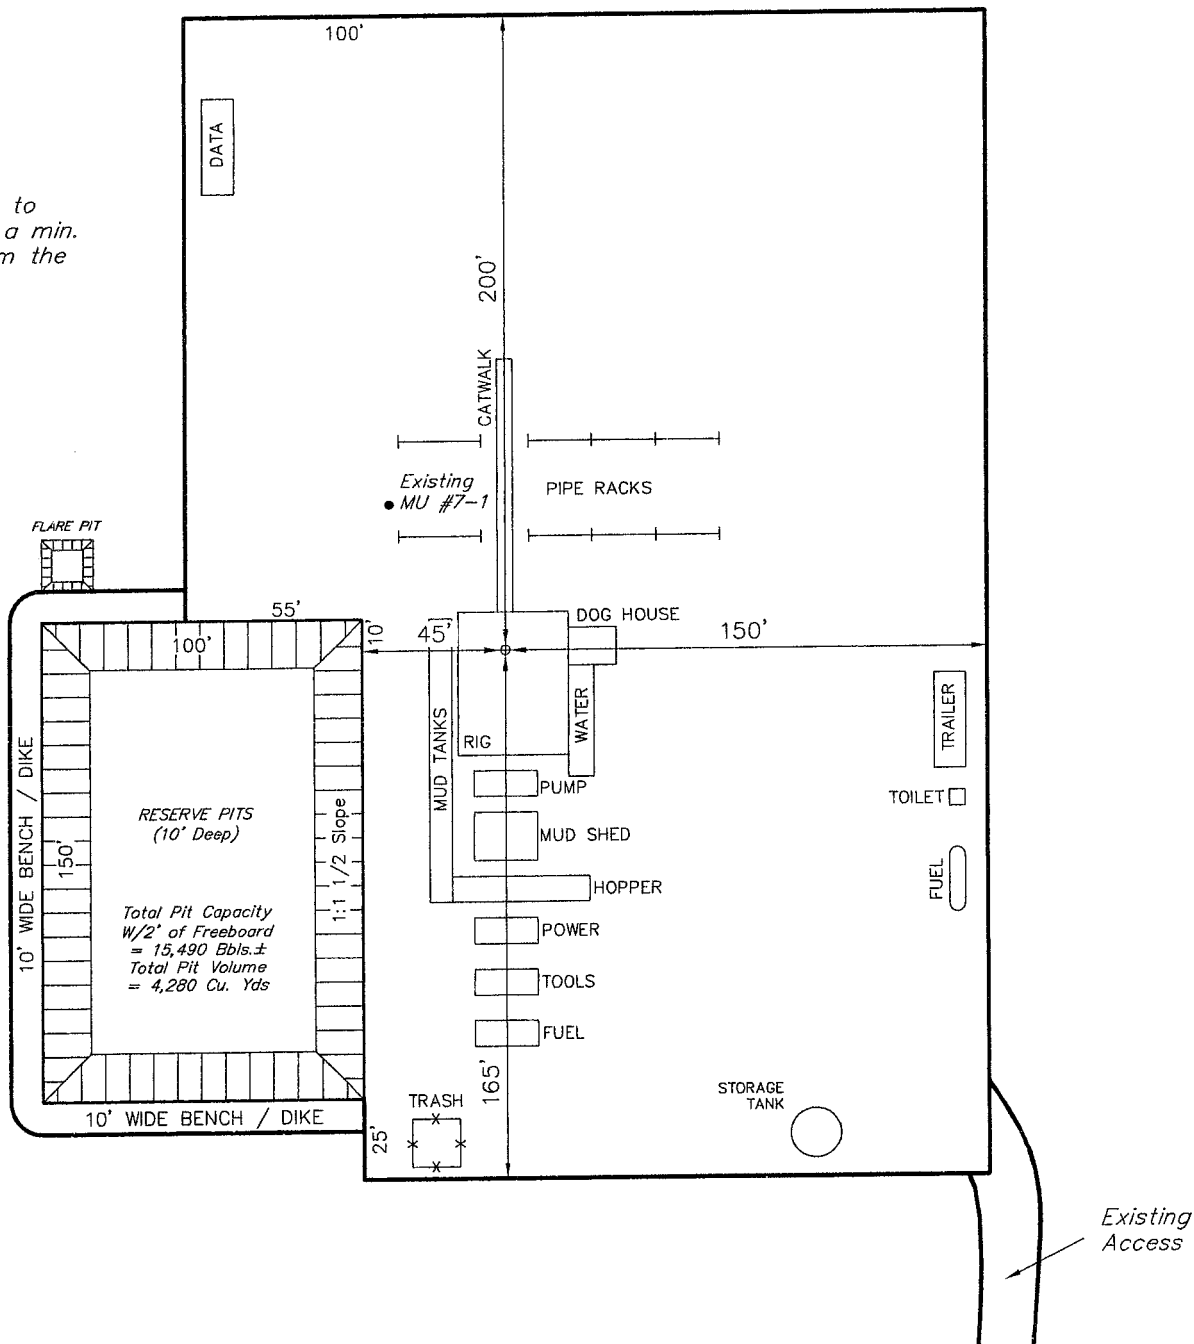 100'
DATA
to
a min.
m the
200'
CATWALK
Existing
MU #7-1
PIPE RACKS
FLARE PIT
55'
100'
10'
45'
DOG HOUSE
150'
MUD TANKS
RIG
WATER
TRAILER
PUMP
TOILET
MUD SHED
FUEL
HOPPER
POWER
TOOLS
FUEL
10' WIDE BENCH / DIKE
150'
RESERVE PITS
(10' Deep)
1:1 1/2 Slope
Total Pit Capacity
W/2' of Freeboard
= 15,490 Bbls.±
Total Pit Volume
= 4,280 Cu. Yds
165'
10' WIDE BENCH / DIKE
25'
TRASH
STORAGE
TANK
Existing
Access